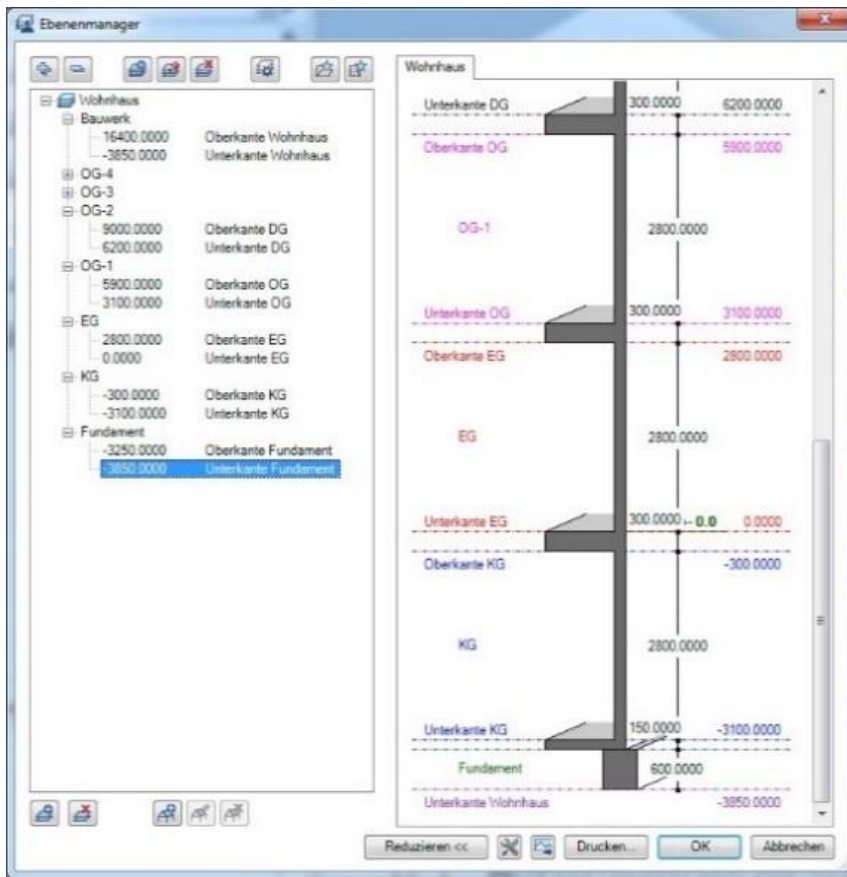 Ebenenmanager
Wohnhaus
Bauwerk
16400.0000 Oberkante Wohnhaus
-3850.0000 Unterkante Wohnhaus
OG-4
OG-3
OG-2
9000.0000 Oberkante DG
6200.0000 Unterkante DG
OG-1
5900.0000 Oberkante OG
3100.0000 Unterkante OG
EG
2800.0000 Oberkante EG
0.0000 Unterkante EG
KG
-300.0000 Oberkante KG
-3100.0000 Unterkante KG
Fundament
-3250.0000 Oberkante Fundament
-3850.0000 Unterkante Fundament
Wohnhaus
Unterkante DG 300.0000 6200.0000
Oberkante OG 5900.0000
OG-1 2800.0000
Unterkante OG 300.0000 3100.0000
Oberkante EG 2800.0000
EG 2800.0000
Unterkante EG 300.0000 -- 0.0 0.0000
Oberkante KG -300.0000
KG 2800.0000
Unterkante KG 150.0000 -3100.0000
Fundament 600.0000
Unterkante Wohnhaus -3850.0000
Reduzieren << Drucken... OK Abbrechen